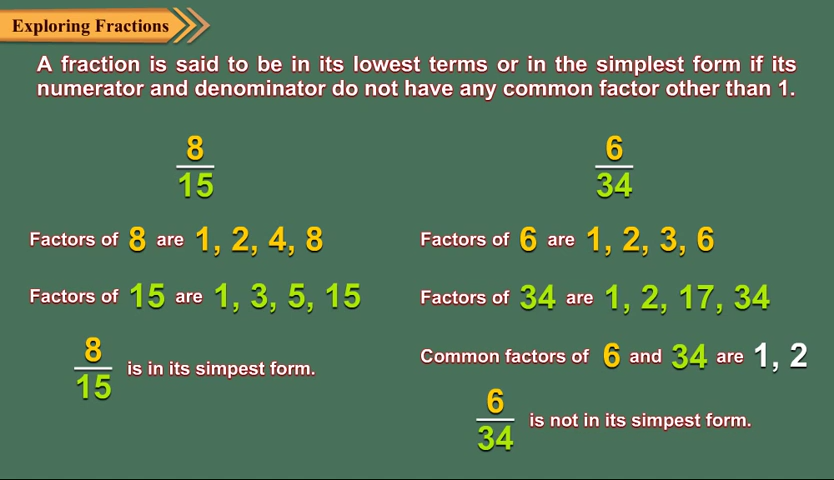 Exploring Fractions
A fraction is said to be in its lowest terms or in the simplest form if its
numerator and denominator do not have any common factor other than 1.
8
15
Factors of 8 are 1, 2, 4, 8
Factors of 15 are 1, 3, 5, 15
8
15
is in its simpest form.
6
34
Factors of 6 are 1, 2, 3, 6
Factors of 34 are 1, 2, 17, 34
Common factors of 6 and 34 are 1, 2
6
34
is not in its simpest form.